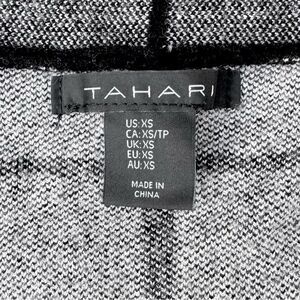 TAHARI
US:XS
CA:XS/TP
UK:XS
EU:XS
AU:XS
MADE IN
CHINA